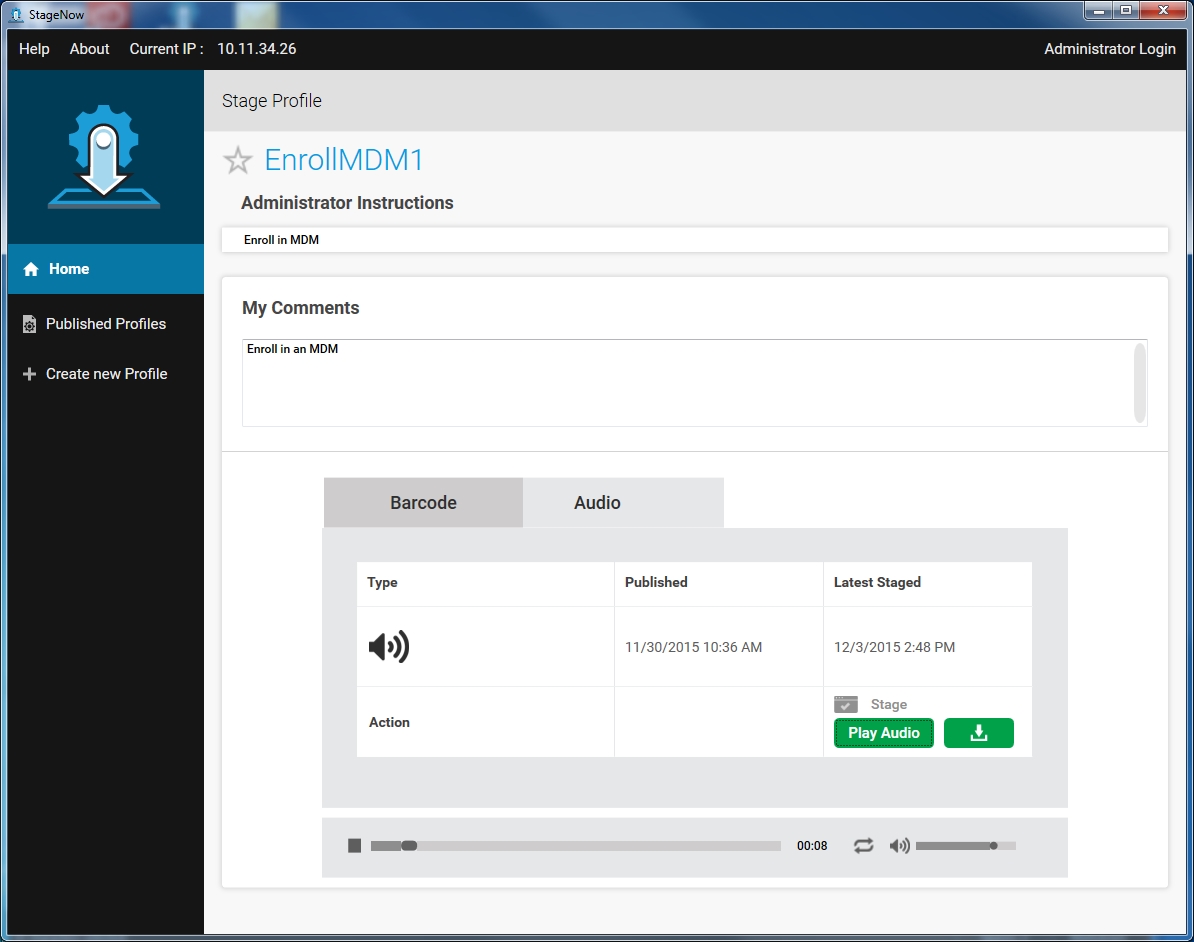 StageNow
Help About Current IP : 10.11.34.26 Administrator Login
Stage Profile
EnrollMDM1
Administrator Instructions
Enroll in MDM
Home
My Comments
Published Profiles
Enroll in an MDM
Create new Profile
Barcode Audio
Type Published Latest Staged
11/30/2015 10:36 AM 12/3/2015 2:48 PM
Action
Stage
Play Audio
00:08